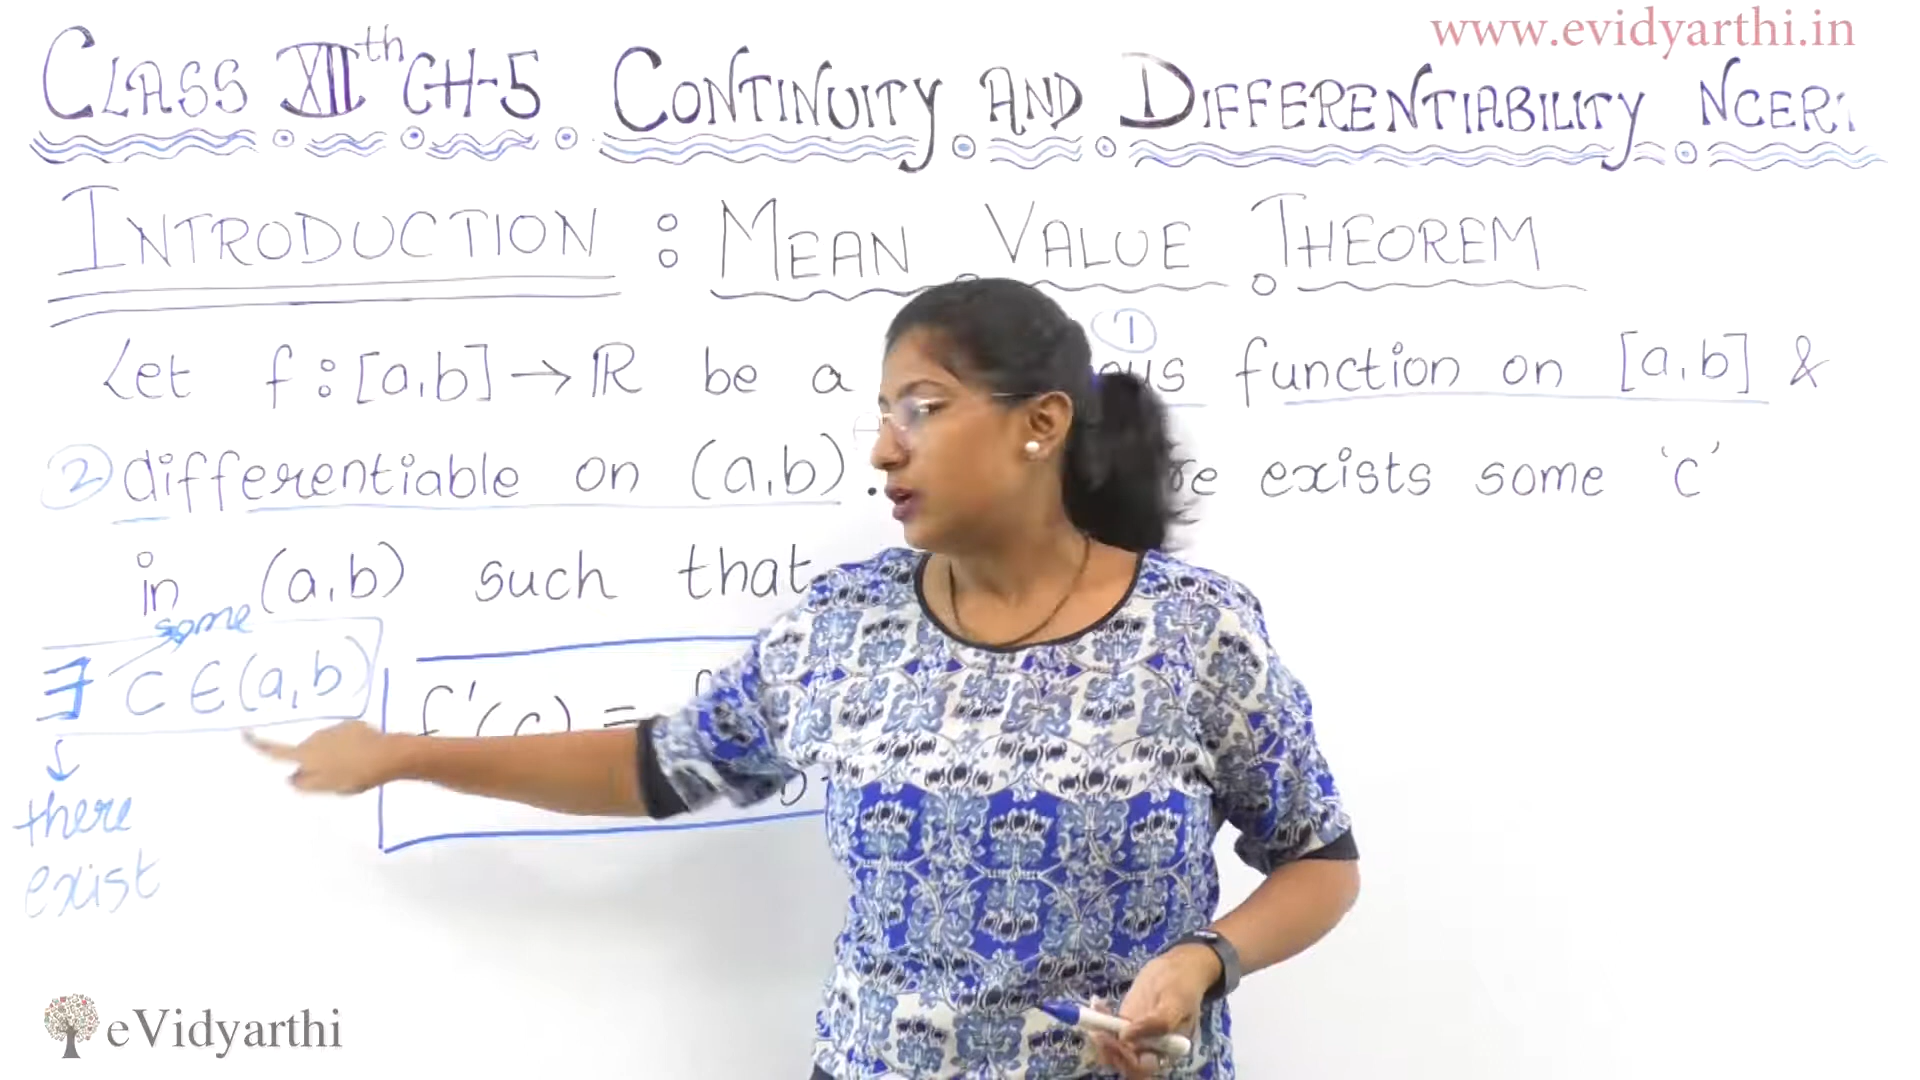 www.evidyarthi.in
CLASS XIIth CH-5 CONTINUITY AND DIFFERENTIABILITY NCER
INTRODUCTION : MEAN VALUE THEOREM
①
Let f : [a,b] → R be a function on [a,b] &
② differentiable on (a,b). exists some 'c'
in (a,b) such that
some
∃ C ∈ (a,b)
f'(c) =
b
↓
there
exist
eVidyarthi